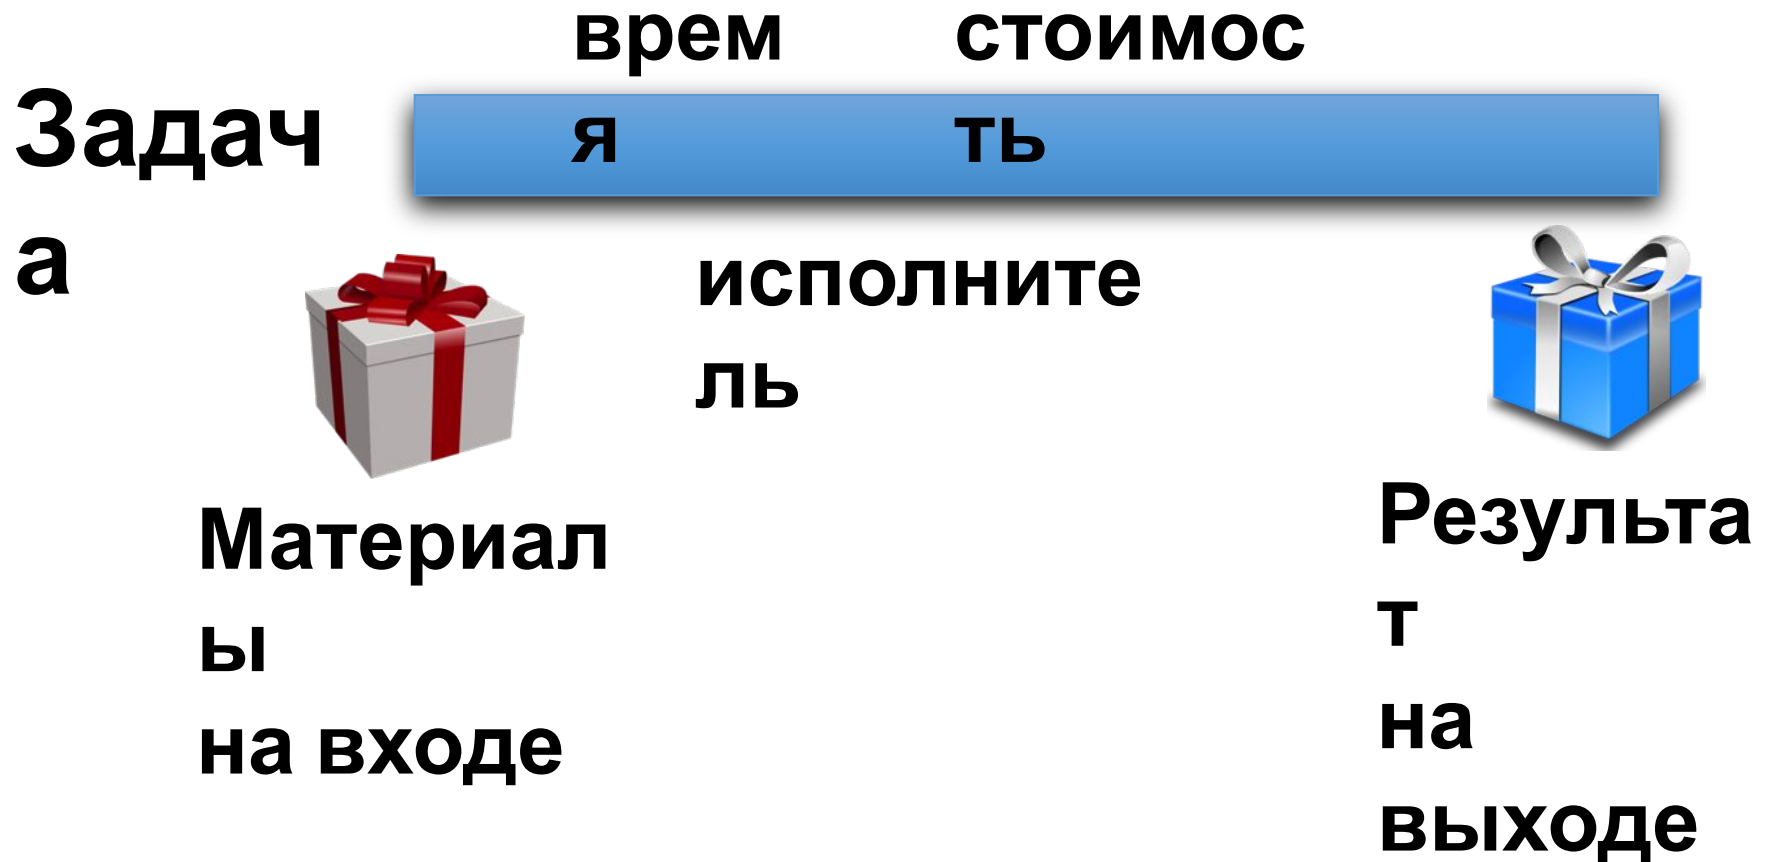 врем
я
стоимос
ть
Задач
а
исполните
ль
Материал
ы
на входе
Результа
т
на
выходе